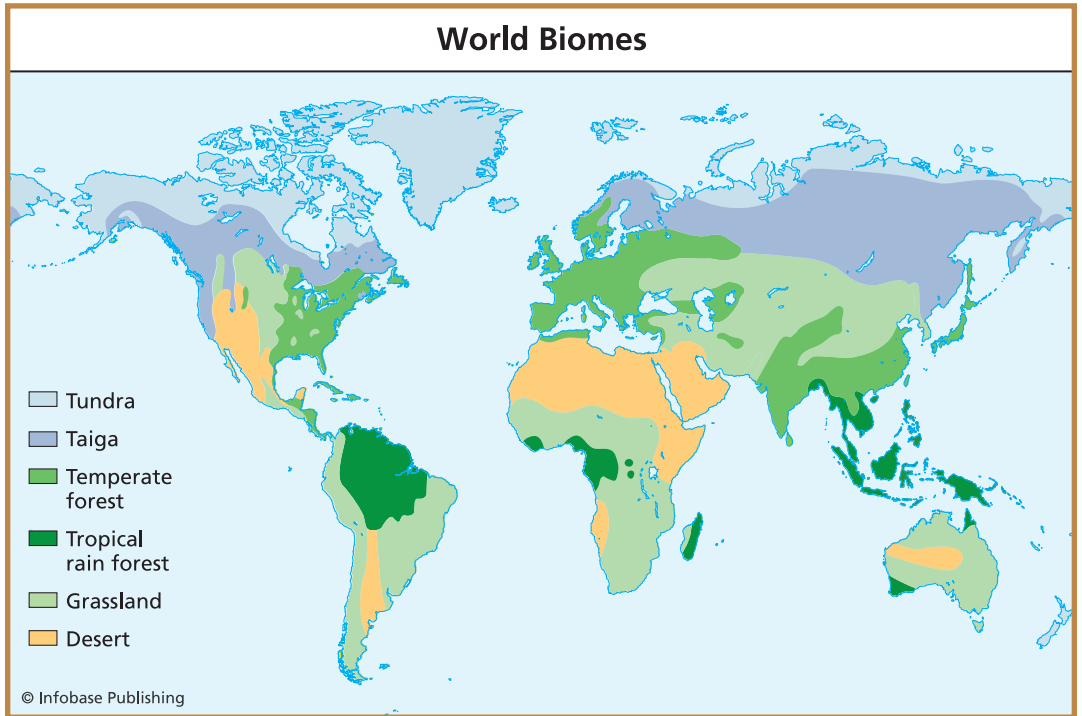 World Biomes
Tundra
Taiga
Temperate
forest
Tropical
rain forest
Grassland
Desert
© Infobase Publishing